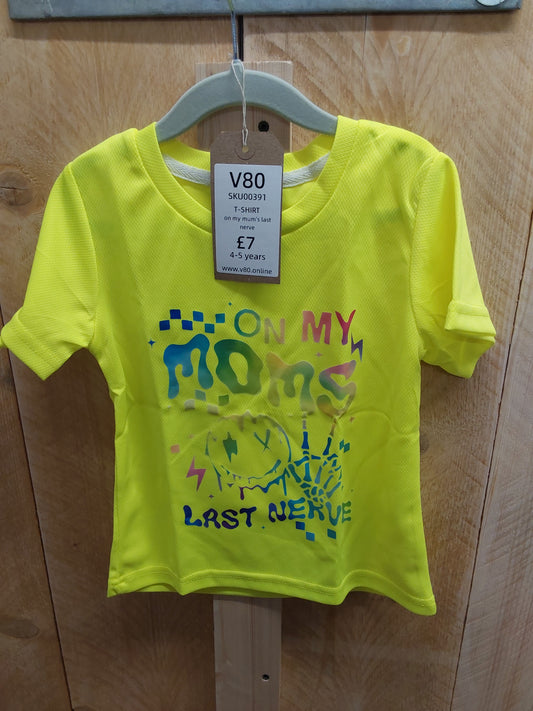 V80
SKU00391
T-SHIRT
on my mum's last
nerve
£7
4-5 years
www.v80.online
ON MY
MOMS
LAST NERVE